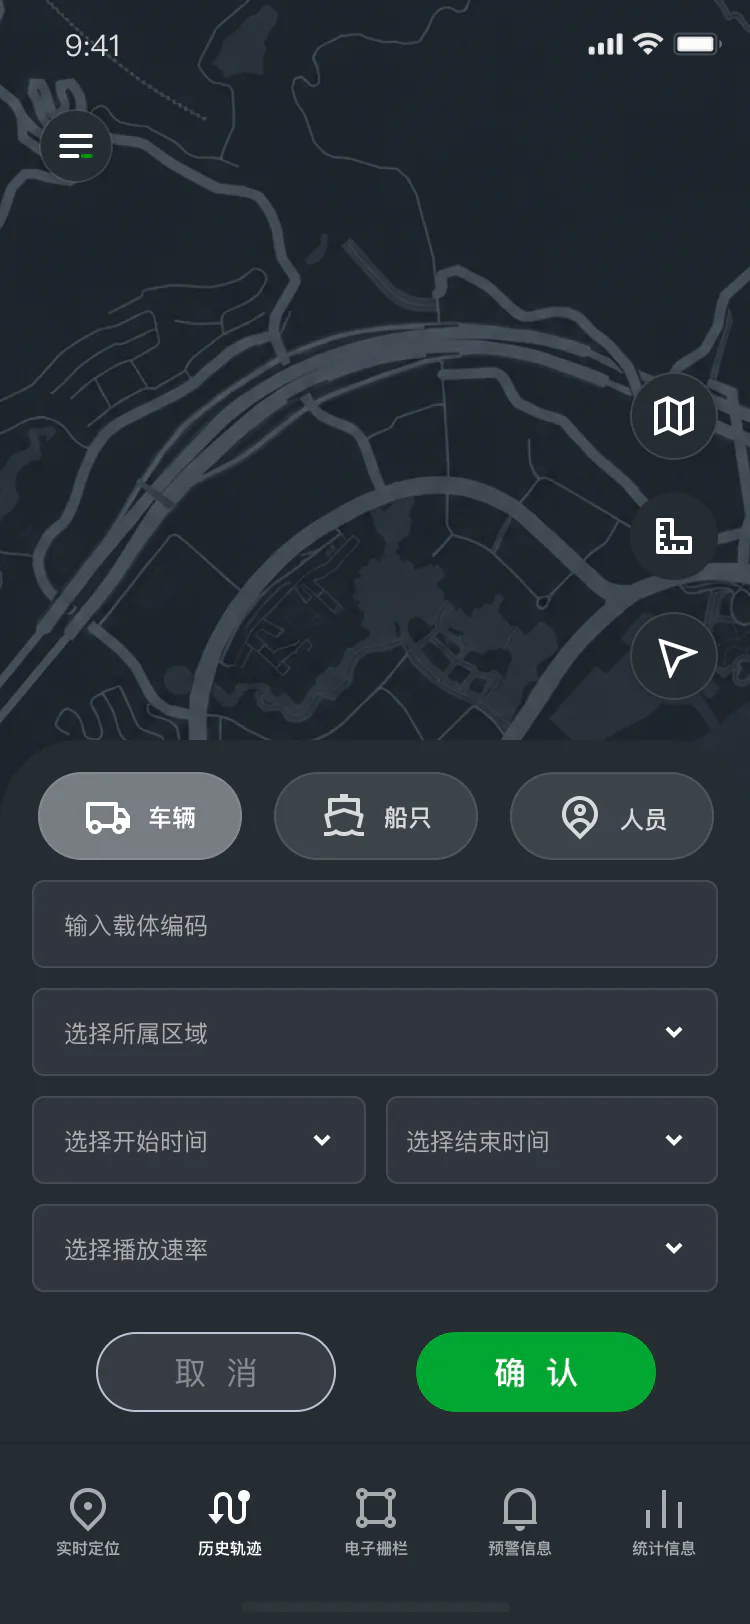 9:41
车辆
船只
人员
输入载体编码
选择所属区域
选择开始时间
选择结束时间
选择播放速率
取 消
确 认
实时定位
历史轨迹
电子栅栏
预警信息
统计信息